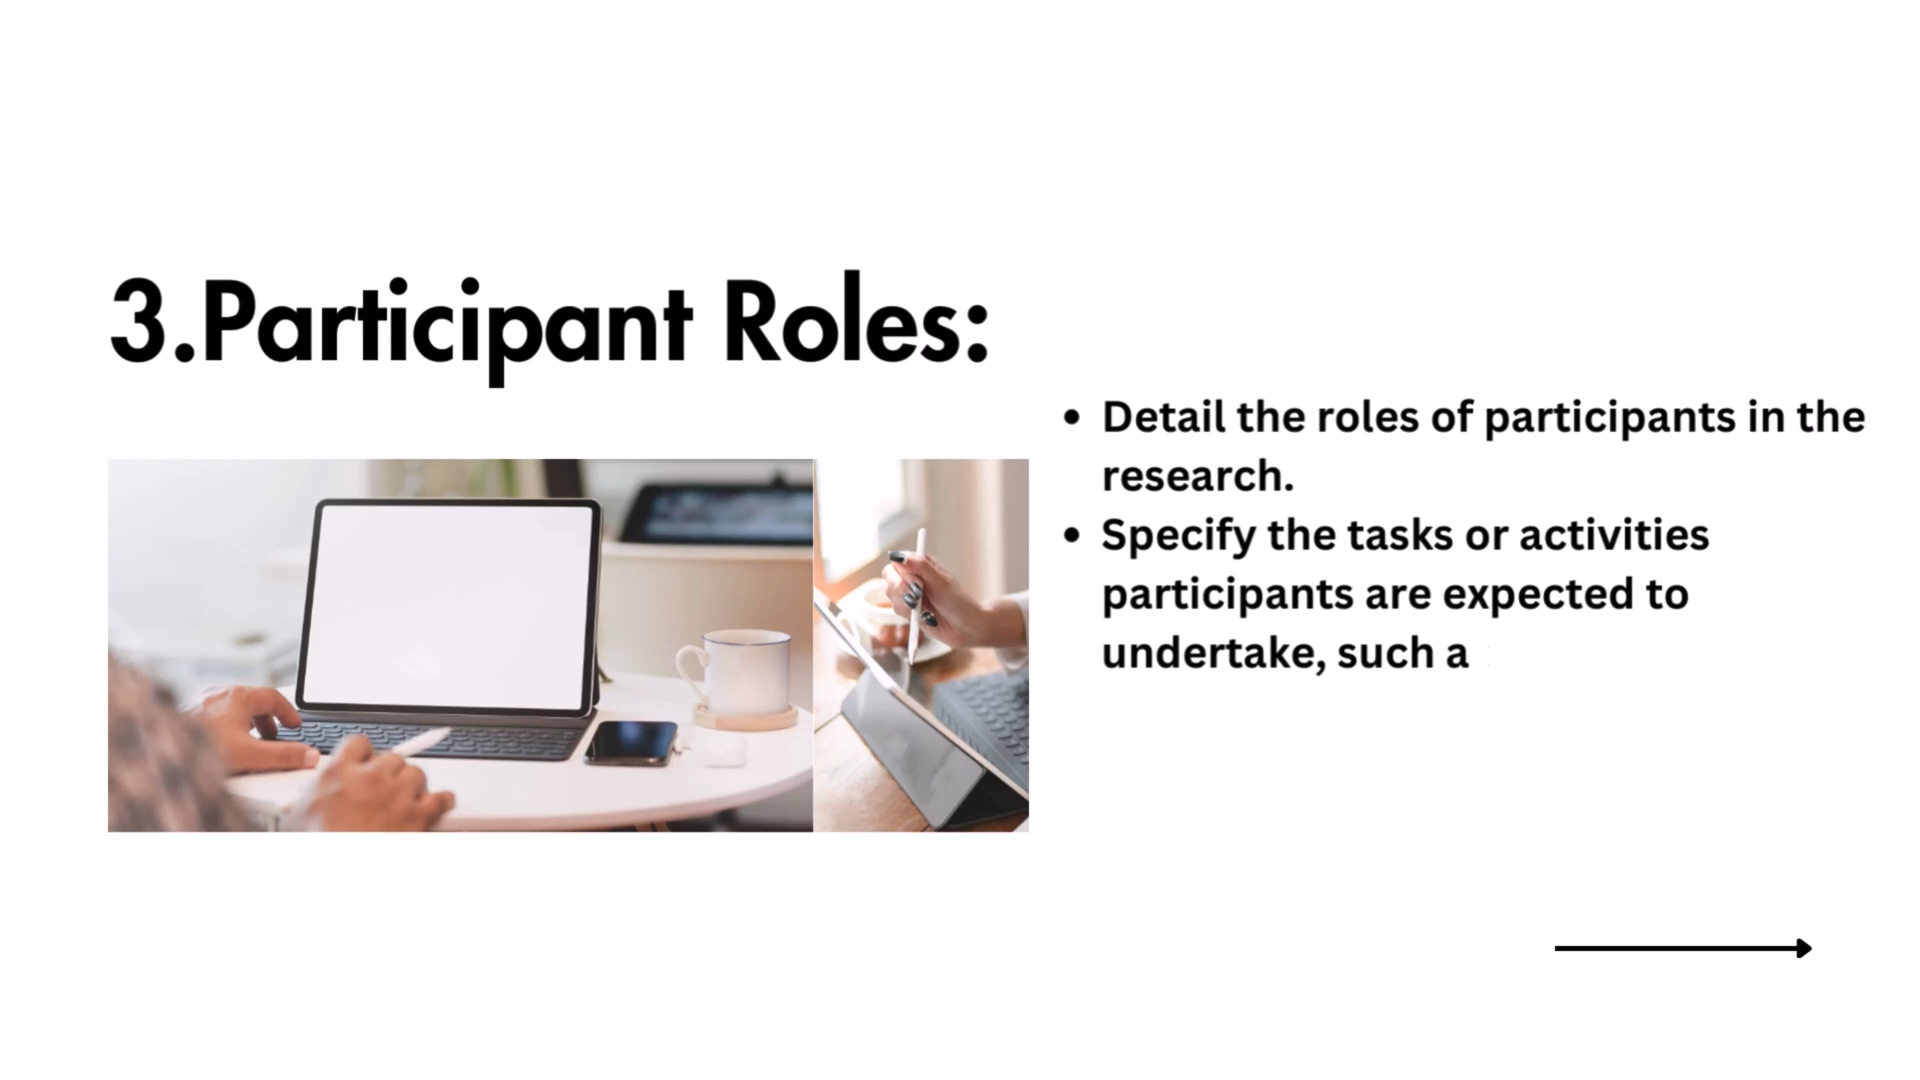 3.Participant Roles:
• Detail the roles of participants in the
research.
• Specify the tasks or activities
participants are expected to
undertake, such a